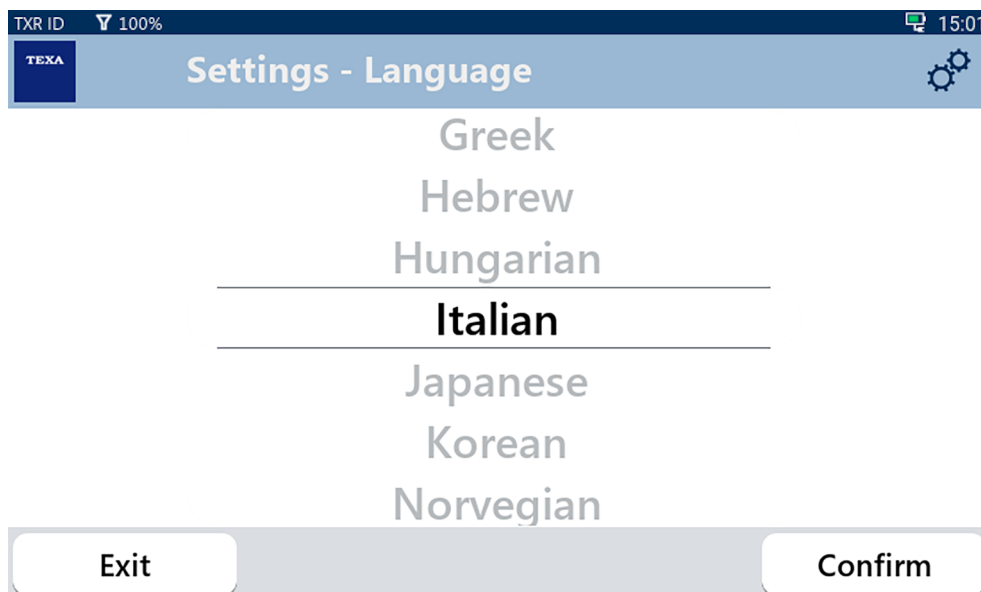 TXR ID 100% 15:01
TEXA
Settings - Language
Greek
Hebrew
Hungarian
Italian
Japanese
Korean
Norvegian
Exit Confirm